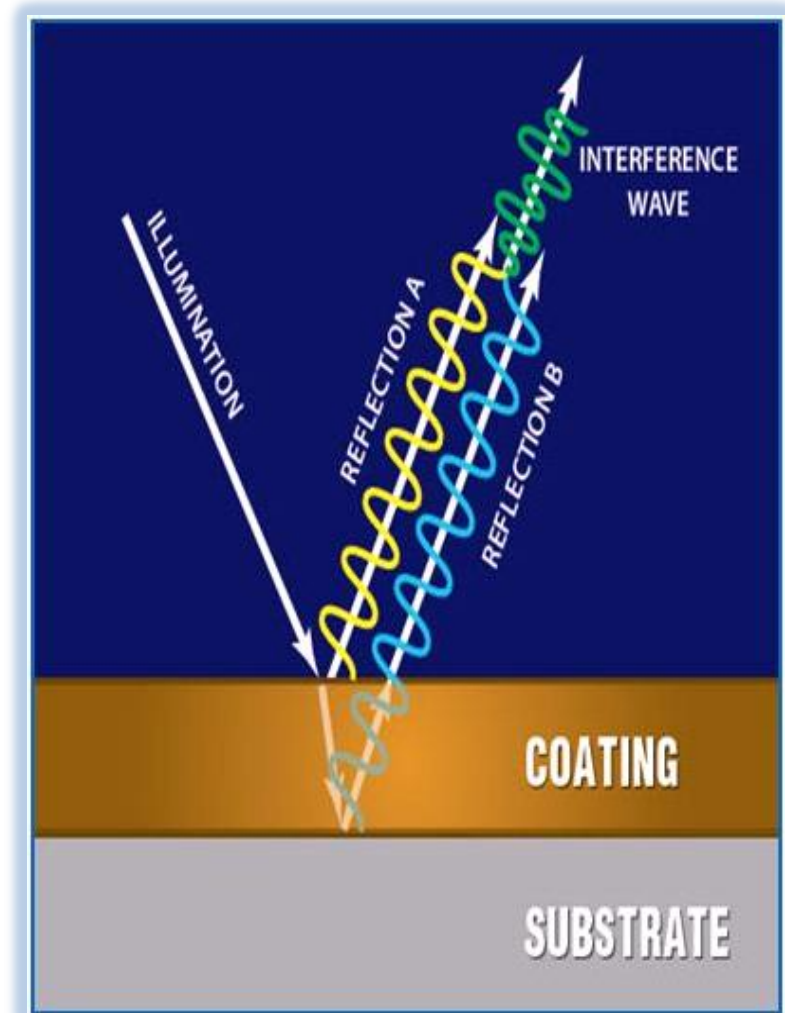 ILLUMINATION
REFLECTION A
REFLECTION B
INTERFERENCE
WAVE
COATING
SUBSTRATE